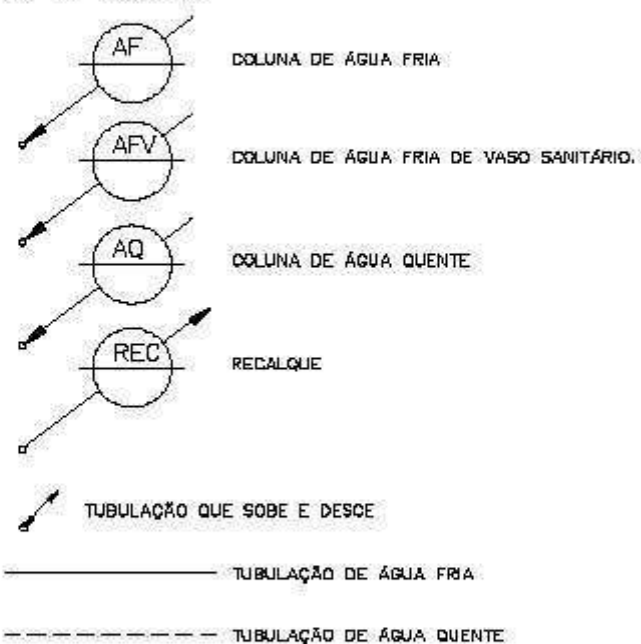 AF COLUNA DE ÁGUA FRIA
AFV COLUNA DE ÁGUA FRIA DE VASO SANITÁRIO.
AQ COLUNA DE ÁGUA QUENTE
REC RECALQUE
TUBULAÇÃO QUE SOBE E DESCE
TUBULAÇÃO DE ÁGUA FRIA
TUBULAÇÃO DE ÁGUA QUENTE